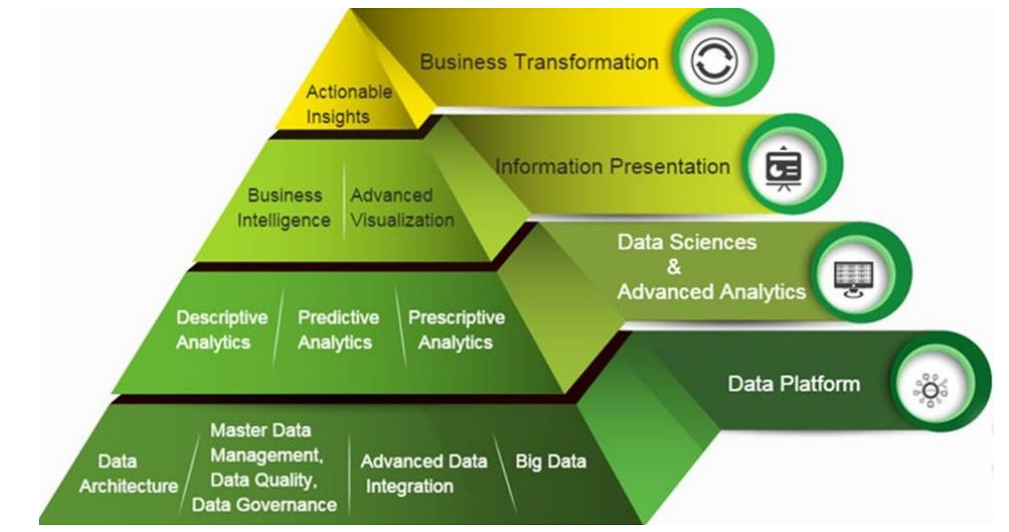 Business Transformation
Actionable
Insights
Information Presentation
Business
Intelligence
Advanced
Visualization
Data Sciences
&
Advanced Analytics
Descriptive
Analytics
Predictive
Analytics
Prescriptive
Analytics
Data Platform
Data
Architecture
Master Data
Management,
Data Quality,
Data Governance
Advanced Data
Integration
Big Data